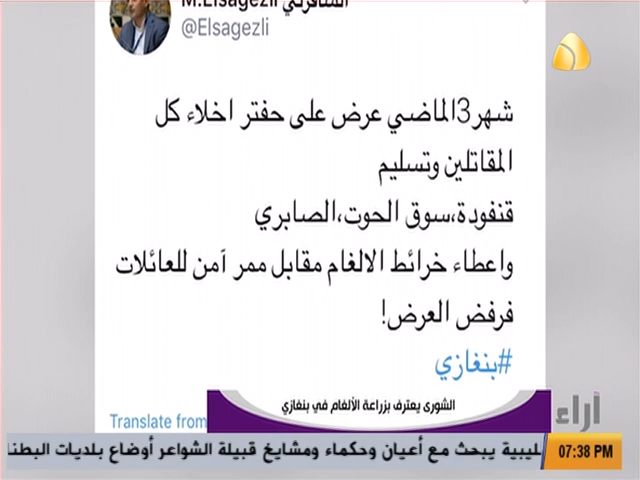 M.Elsagezli
@Elsagezli
شهر3الماضي عرض على حفتر اخلاء كل
المقاتلين وتسليم
قنفودة،سوق الحوت،الصابري
واعطاء خرائط الالغام مقابل ممر آمن للعائلات
فرفض العرض!
#بنغازي
Translate from
الشورى يعترف بزراعة الألغام في بنغازي
آراء
07:38 PM
ليبية يبحث مع أعيان وحكماء ومشايخ قبيلة الشواعر أوضاع بلديات البطنا